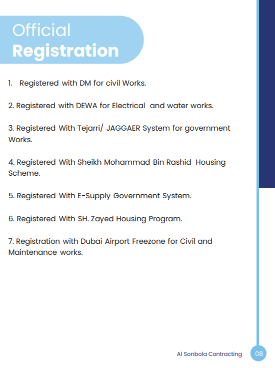 Official
Registration
1. Registered with DM for civil Works.
2. Registered with DEWA for Electrical and water works.
3. Registered With Tejarri/ JAGGAER System for government
Works.
4. Registered With Sheikh Mohammad Bin Rashid Housing
Scheme.
5. Registered With E-Supply Government System.
6. Registered With SH. Zayed Housing Program.
7. Registration with Dubai Airport Freezone for Civil and
Maintenance works.
Al Sonbola Contracting
08